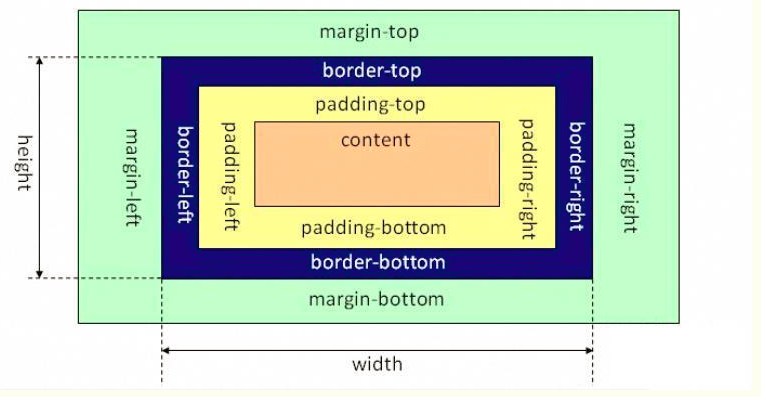 margin-top
border-top
padding-top
content
height
margin-left
border-left
padding-left
padding-right
border-right
margin-right
padding-bottom
border-bottom
margin-bottom
width